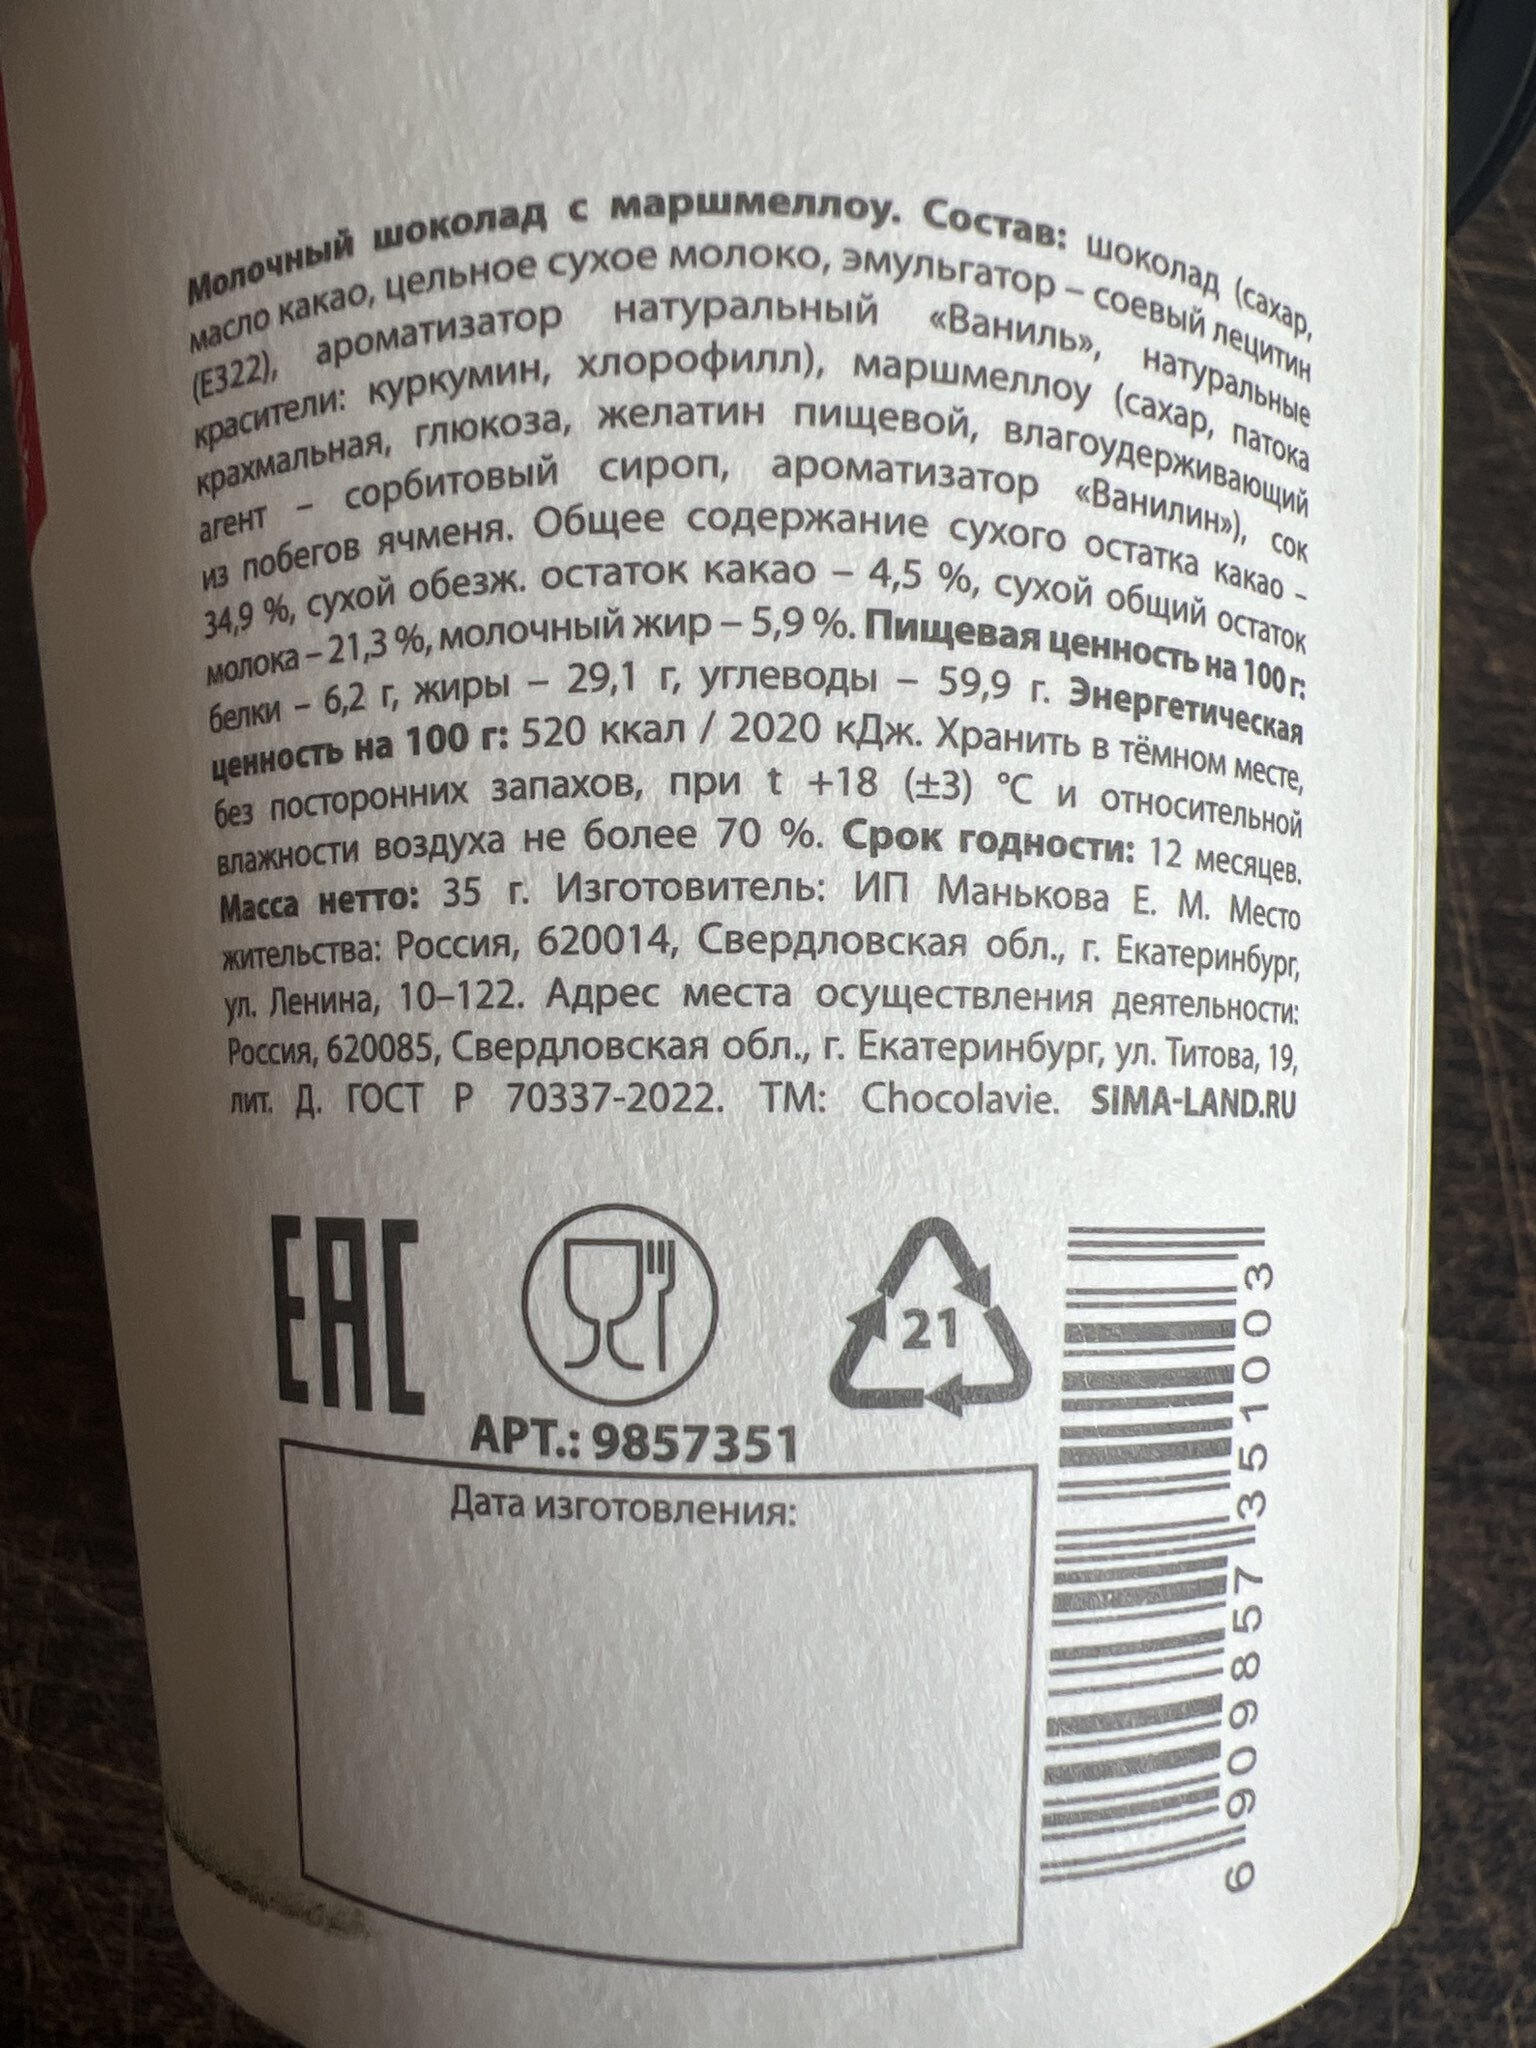 Молочный шоколад с маршмеллоу. Состав: шоколад (сахар,
масло какао, цельное сухое молоко, эмульгатор – соевый лецитин
(Е322), ароматизатор натуральный «Ваниль», натуральные
красители: куркумин, хлорофилл), маршмеллоу (сахар, патока
крахмальная, глюкоза, желатин пищевой, влагоудерживающий
агент – сорбитовый сироп, ароматизатор «Ванилин»), сок
из побегов ячменя. Общее содержание сухого остатка какао –
34,9 %, сухой обезж. остаток какао – 4,5 %, сухой общий остаток
молока – 21,3 %, молочный жир – 5,9 %. Пищевая ценность на 100 г:
белки – 6,2 г, жиры – 29,1 г, углеводы – 59,9 г. Энергетическая
ценность на 100 г: 520 ккал / 2020 кДж. Хранить в тёмном месте,
без посторонних запахов, при t +18 (±3) °С и относительной
влажности воздуха не более 70 %. Срок годности: 12 месяцев.
Масса нетто: 35 г. Изготовитель: ИП Манькова Е. М. Место
жительства: Россия, 620014, Свердловская обл., г. Екатеринбург,
ул. Ленина, 10–122. Адрес места осуществления деятельности:
Россия, 620085, Свердловская обл., г. Екатеринбург, ул. Титова, 19,
лит. Д. ГОСТ Р 70337-2022. ТМ: Chocolavie. SIMA-LAND.RU
EAC
21
АРТ.: 9857351
Дата изготовления:
6 909857 351003